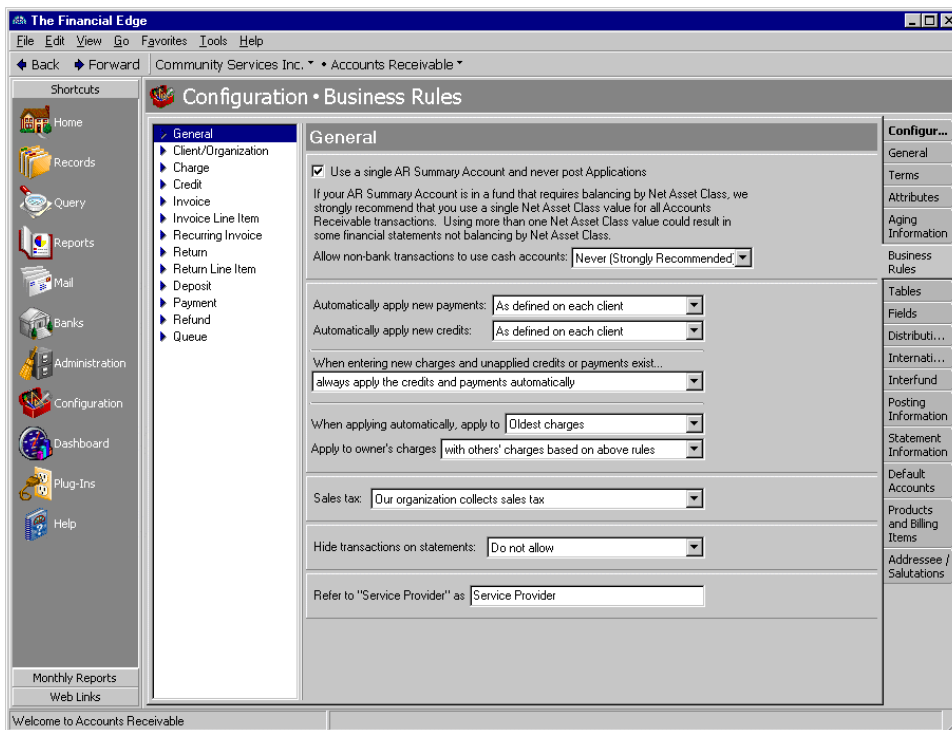 The Financial Edge
File Edit View Go Favorites Tools Help
Back Forward Community Services Inc. • Accounts Receivable
Shortcuts
Home
Records
Query
Reports
Mail
Banks
Administration
Configuration
Dashboard
Plug-Ins
Help
Monthly Reports
Web Links
Configuration • Business Rules
General
Client/Organization
Charge
Credit
Invoice
Invoice Line Item
Recurring Invoice
Return
Return Line Item
Deposit
Payment
Refund
Queue
General
Use a single AR Summary Account and never post Applications
If your AR Summary Account is in a fund that requires balancing by Net Asset Class, we
strongly recommend that you use a single Net Asset Class value for all Accounts
Receivable transactions. Using more than one Net Asset Class value could result in
some financial statements not balancing by Net Asset Class.
Allow non-bank transactions to use cash accounts: Never (Strongly Recommended)
Automatically apply new payments: As defined on each client
Automatically apply new credits: As defined on each client
When entering new charges and unapplied credits or payments exist...
always apply the credits and payments automatically
When applying automatically, apply to Oldest charges
Apply to owner's charges with others' charges based on above rules
Sales tax: Our organization collects sales tax
Hide transactions on statements: Do not allow
Refer to "Service Provider" as Service Provider
Configur...
General
Terms
Attributes
Aging
Information
Business
Rules
Tables
Fields
Distributi...
Internati...
Interfund
Posting
Information
Statement
Information
Default
Accounts
Products
and Billing
Items
Addressee /
Salutations
Welcome to Accounts Receivable